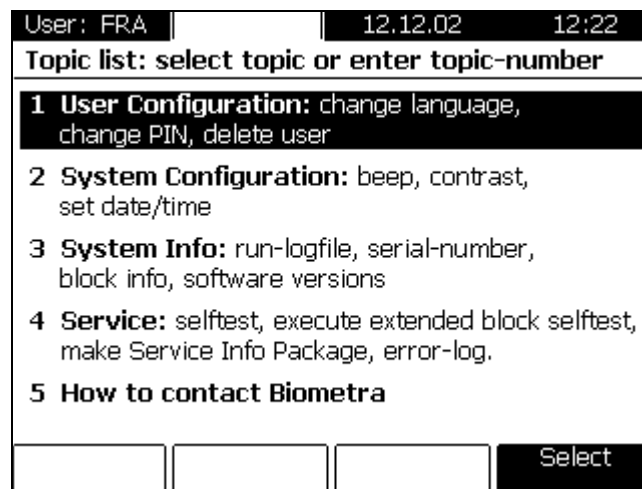 User: FRA 12.12.02 12:22
Topic list: select topic or enter topic-number
1 User Configuration: change language,
change PIN, delete user
2 System Configuration: beep, contrast,
set date/time
3 System Info: run-logfile, serial-number,
block info, software versions
4 Service: selftest, execute extended block selftest,
make Service Info Package, error-log.
5 How to contact Biometra
Select